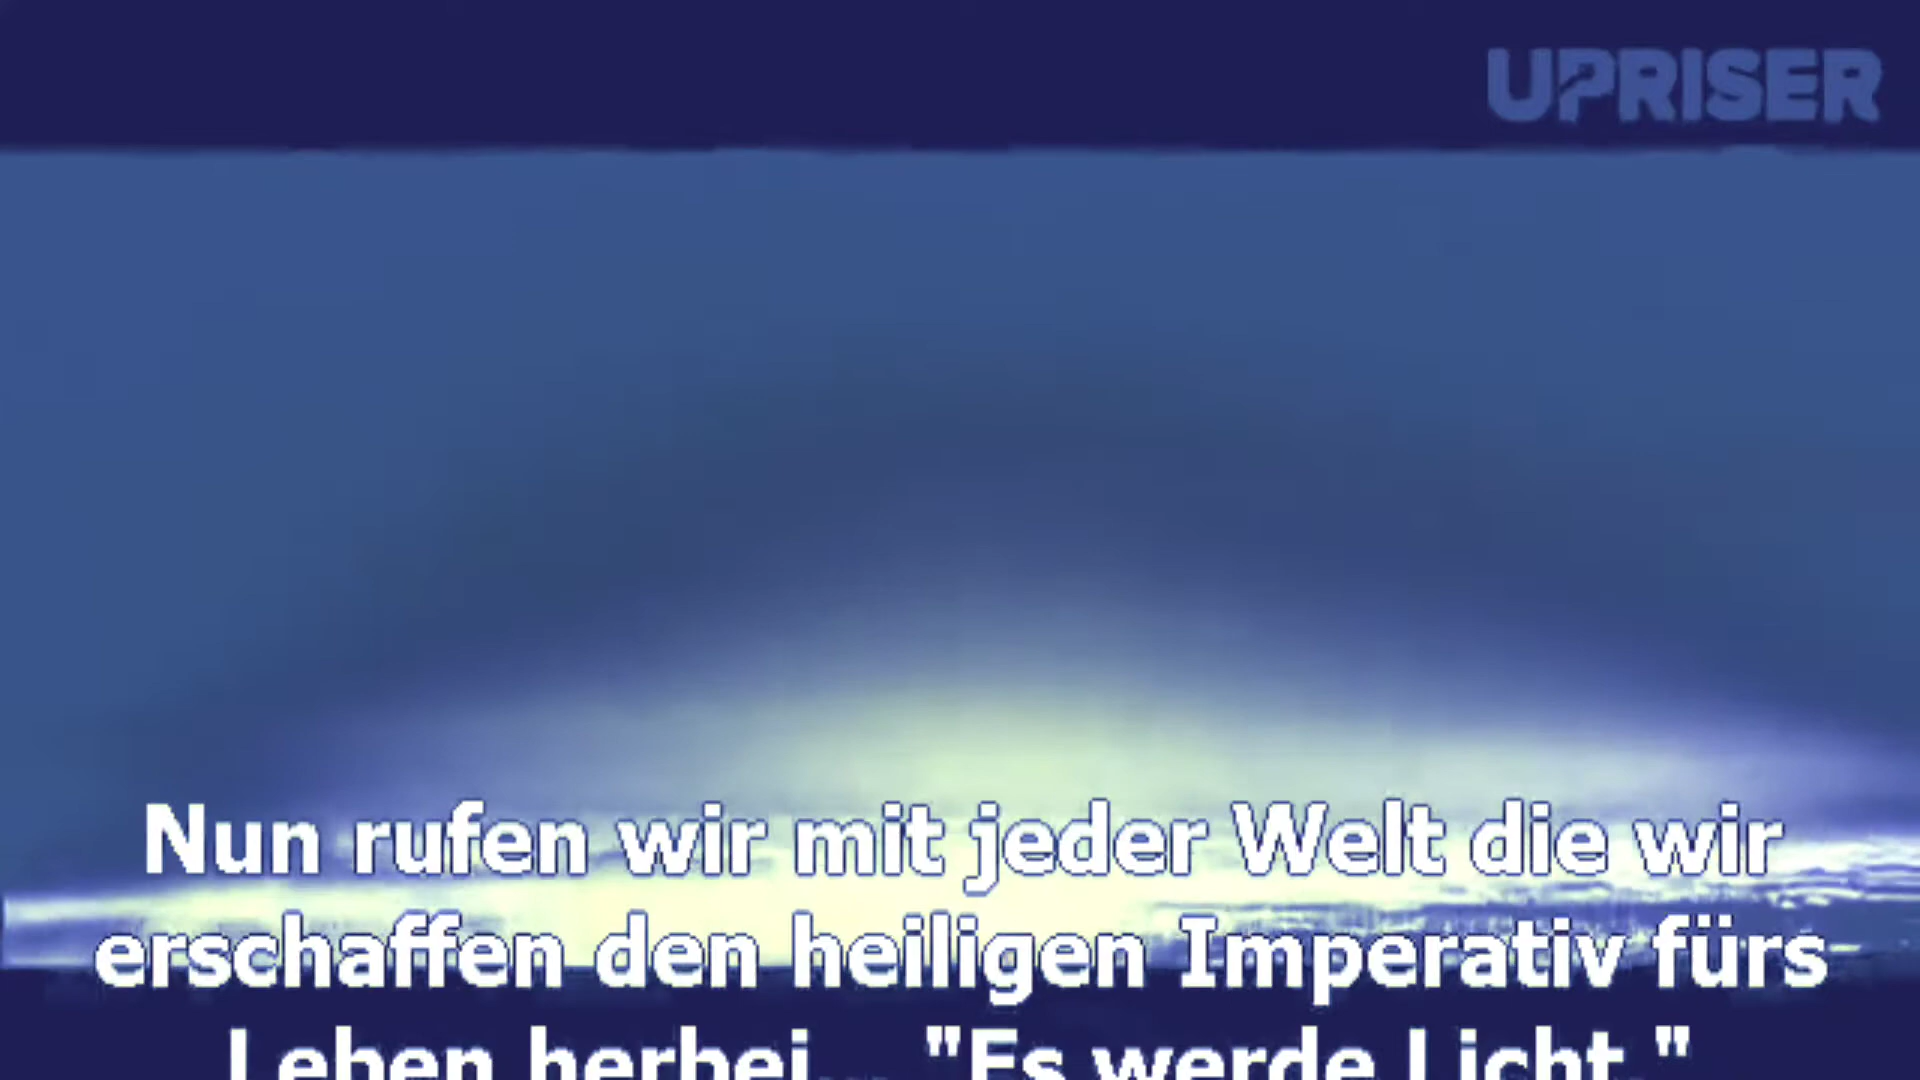 UPRISER
Nun rufen wir mit jeder Welt die wir
erschaffen den heiligen Imperativ fürs
Leben herbei... "Es werde Licht."